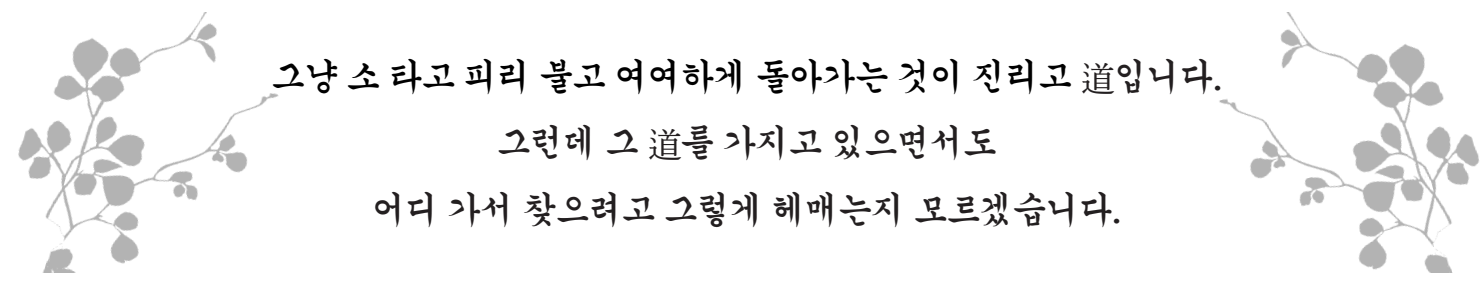 그냥 소 타고 피리 불고 여여하게 돌아가는 것이 진리고 道입니다.
그런데 그 道를 가지고 있으면서도
어디 가서 찾으려고 그렇게 헤매는지 모르겠습니다.